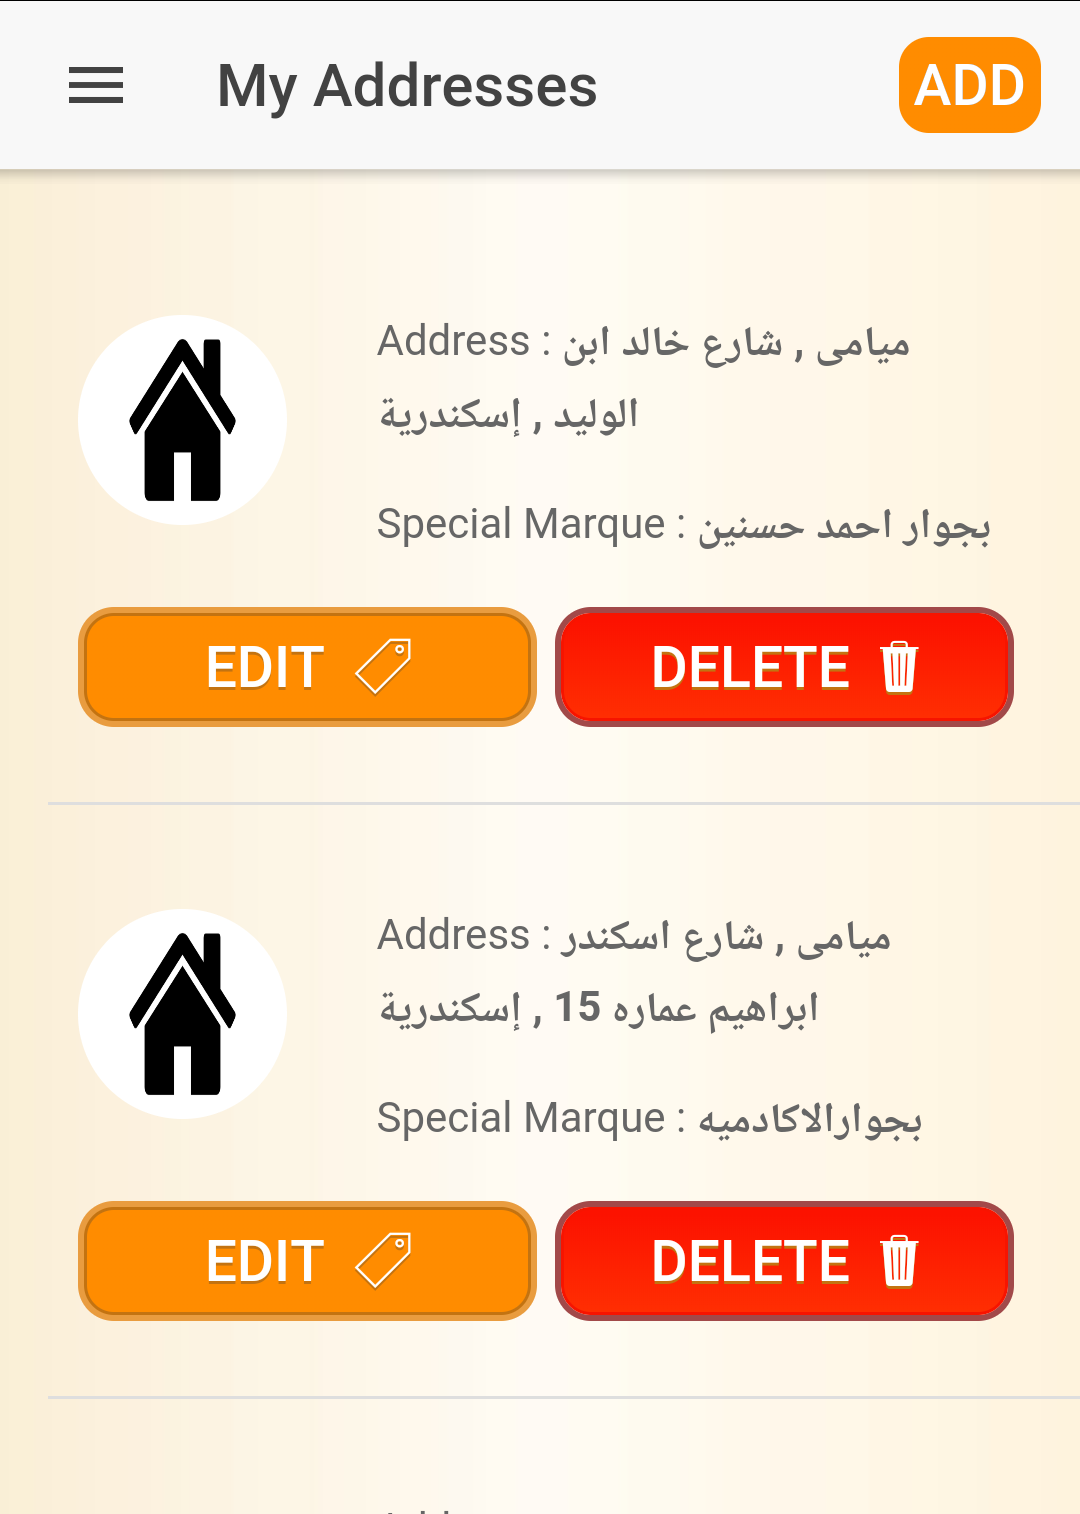 My Addresses
ADD
Address : ميامى , شارع خالد ابن
الوليد , إسكندرية
Special Marque : بجوار احمد حسنين
EDIT
DELETE
Address : ميامى , شارع اسكندر
ابراهيم عماره 15 , إسكندرية
Special Marque : بجوارالاكادميه
EDIT
DELETE